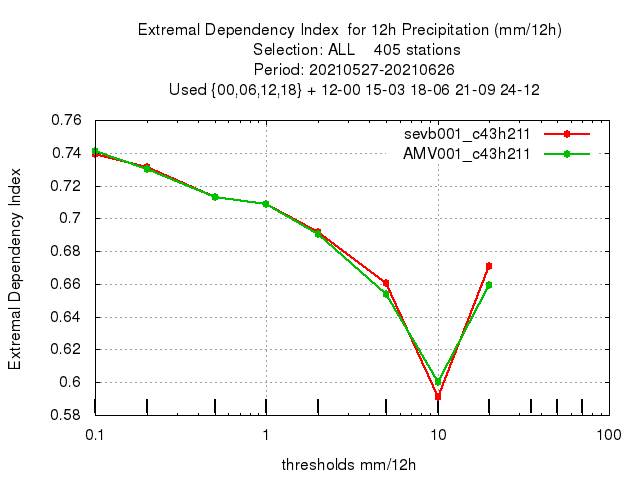 Extremal Dependency Index  for 12h Precipitation (mm/12h)
Selection: ALL    405 stations
Period: 20210527-20210626
Used {00,06,12,18} + 12-00 15-03 18-06 21-09 24-12
sevb001_c43h211
AMV001_c43h211
Extremal Dependency Index
0.76
0.74
0.72
0.7
0.68
0.66
0.64
0.62
0.6
0.58
0.1
1
10
100
thresholds mm/12h